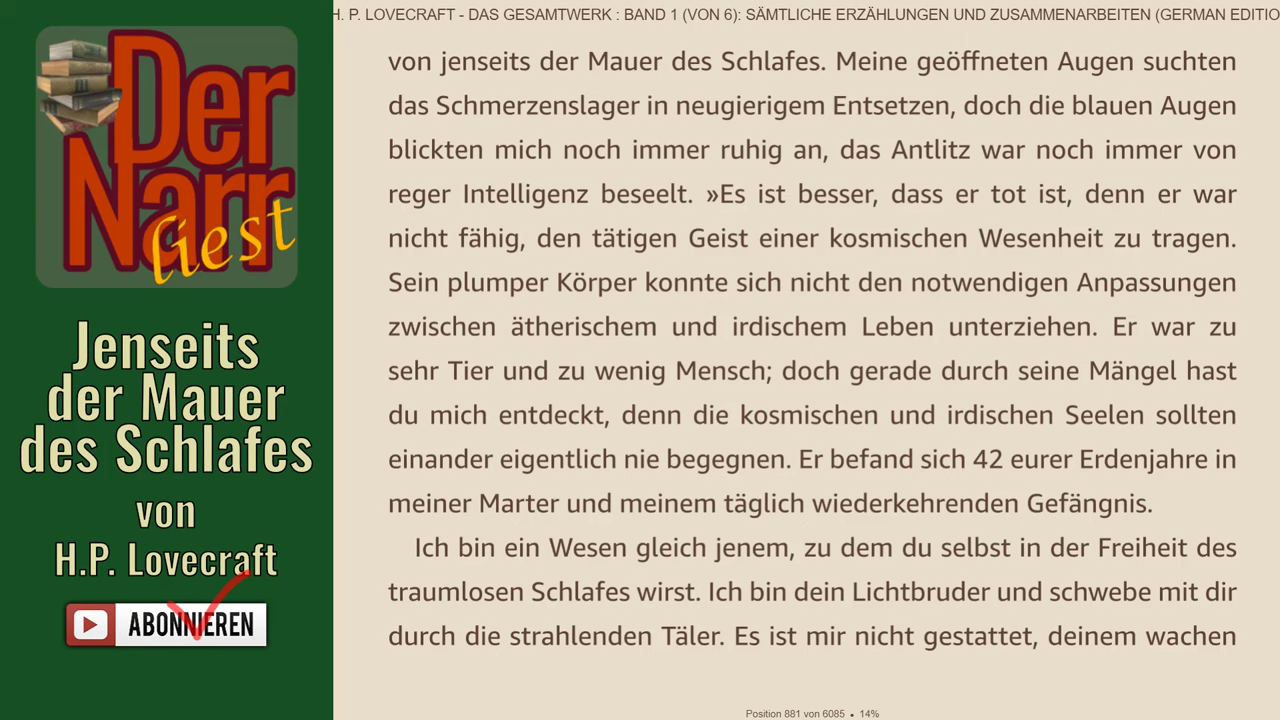 Der
Narr
liest
Jenseits
der Mauer
des Schlafes
von
H.P. Lovecraft
ABONNIEREN
H. P. LOVECRAFT - DAS GESAMTWERK : BAND 1 (VON 6): SÄMTLICHE ERZÄHLUNGEN UND ZUSAMMENARBEITEN (GERMAN EDITIO
von jenseits der Mauer des Schlafes. Meine geöffneten Augen suchten
das Schmerzenslager in neugierigem Entsetzen, doch die blauen Augen
blickten mich noch immer ruhig an, das Antlitz war noch immer von
reger Intelligenz beseelt. »Es ist besser, dass er tot ist, denn er war
nicht fähig, den tätigen Geist einer kosmischen Wesenheit zu tragen.
Sein plumper Körper konnte sich nicht den notwendigen Anpassungen
zwischen ätherischem und irdischem Leben unterziehen. Er war zu
sehr Tier und zu wenig Mensch; doch gerade durch seine Mängel hast
du mich entdeckt, denn die kosmischen und irdischen Seelen sollten
einander eigentlich nie begegnen. Er befand sich 42 eurer Erdenjahre in
meiner Marter und meinem täglich wiederkehrenden Gefängnis.
Ich bin ein Wesen gleich jenem, zu dem du selbst in der Freiheit des
traumlosen Schlafes wirst. Ich bin dein Lichtbruder und schwebe mit dir
durch die strahlenden Täler. Es ist mir nicht gestattet, deinem wachen
Position 881 von 6085 • 14%